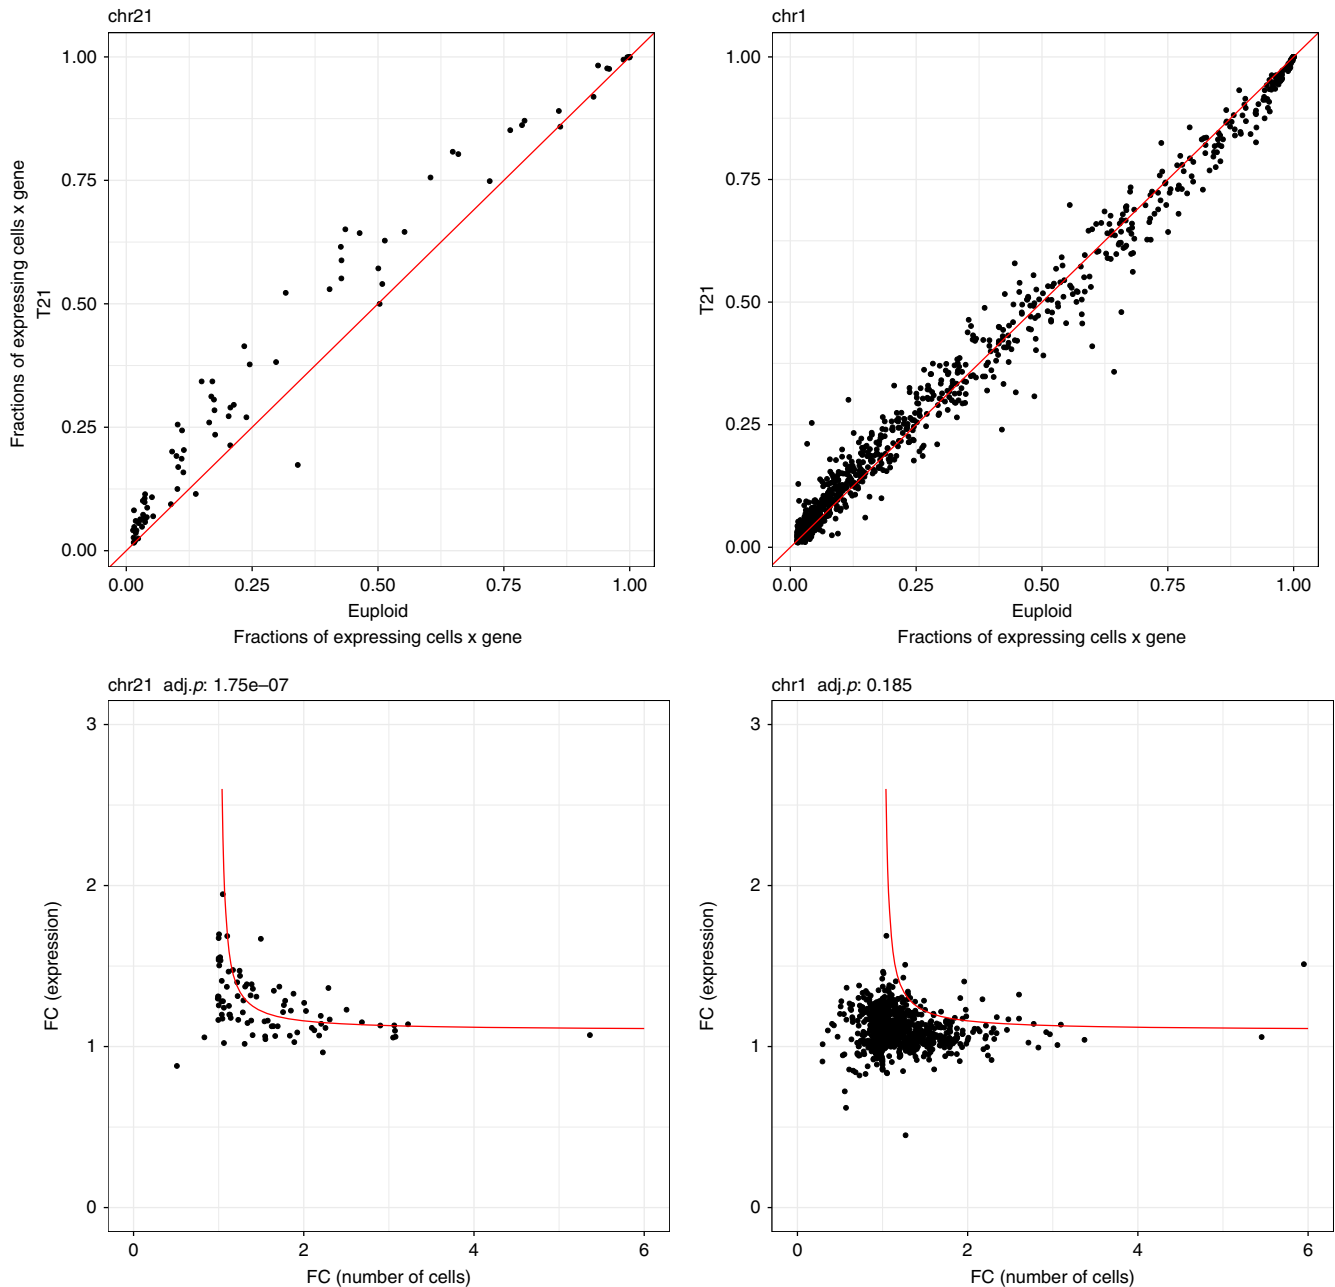 chr21
Fractions of expressing cells x gene
T21
1.00
0.75
0.50
0.25
0.00
0.00 0.25 0.50 0.75 1.00
Euploid
Fractions of expressing cells x gene
chr1
T21
1.00
0.75
0.50
0.25
0.00
0.00 0.25 0.50 0.75 1.00
Euploid
Fractions of expressing cells x gene
chr21 adj.p: 1.75e–07
FC (expression)
3
2
1
0
0 2 4 6
FC (number of cells)
chr1 adj.p: 0.185
FC (expression)
3
2
1
0
0 2 4 6
FC (number of cells)